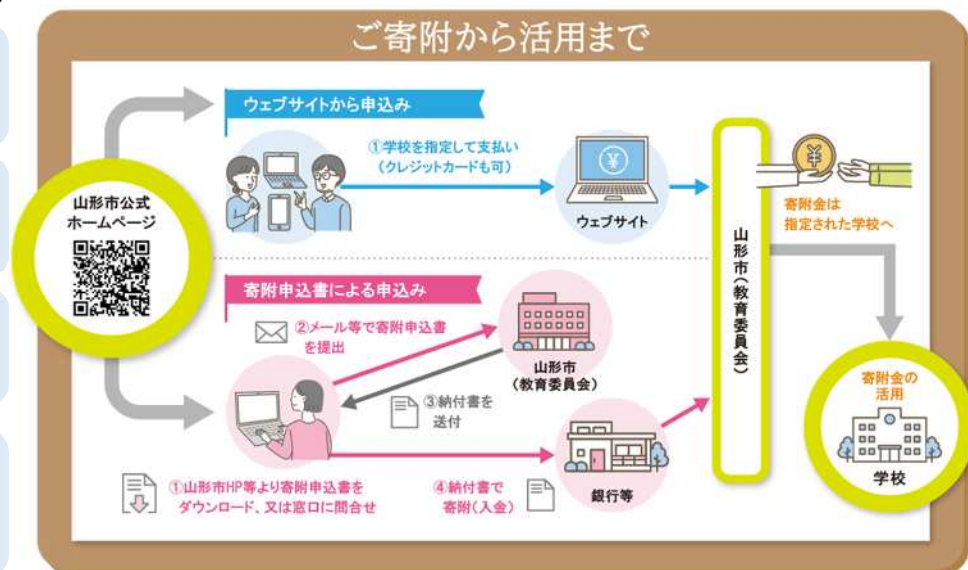 ご寄附から活用まで
山形市公式
ホームページ
ウェブサイトから申込み
①学校を指定して支払い
(クレジットカードも可)
ウェブサイト
寄附申込書による申込み
②メール等で寄附申込書
を提出
山形市
(教育委員会)
③納付書を
送付
①山形市HP等より寄附申込書を
ダウンロード、又は窓口に問合せ
④納付書で
寄附(入金)
銀行等
山形市(教育委員会)
寄附金は
指定された学校へ
寄附金の
活用
学校